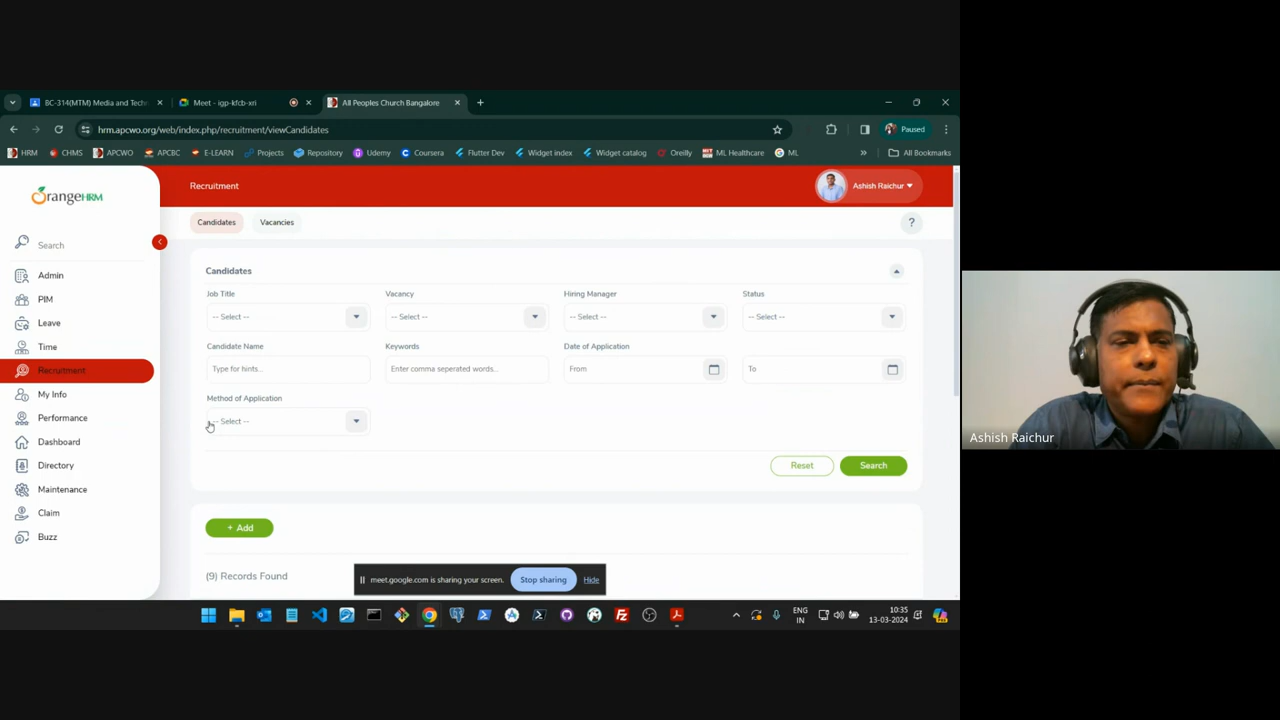 BC-314(MTM) Media and Tech
Meet - igp-kfcb-xri
All Peoples Church Bangalore
hrm.apcwo.org/web/index.php/recruitment/viewCandidates
Paused
HRM
CHMS
APCWO
APCBC
E-LEARN
Projects
Repository
Udemy
Coursera
Flutter Dev
Widget index
Widget catalog
Oreilly
ML Healthcare
ML
All Bookmarks
OrangeHRM
Recruitment
Ashish Raichur
Candidates
Vacancies
?
Search
Admin
PIM
Leave
Time
Recruitment
My Info
Performance
Dashboard
Directory
Maintenance
Claim
Buzz
Candidates
Job Title
Vacancy
Hiring Manager
Status
-- Select --
-- Select --
-- Select --
-- Select --
Candidate Name
Keywords
Date of Application
Type for hints...
Enter comma seperated words...
From
To
Method of Application
-- Select --
Reset
Search
+ Add
(9) Records Found
meet.google.com is sharing your screen.
Stop sharing
Hide
ENG
IN
10:35
13-03-2024
Ashish Raichur